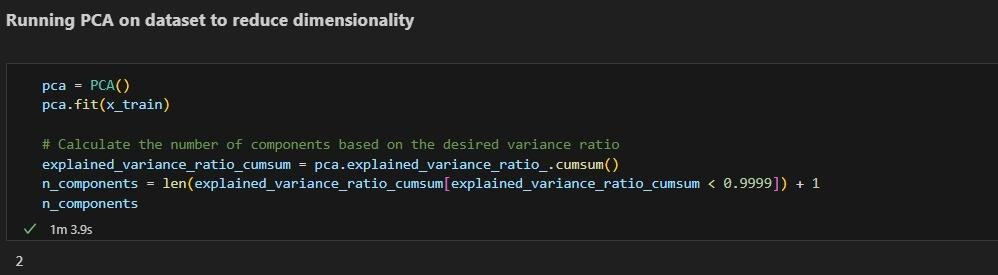 Running PCA on dataset to reduce dimensionality
pca = PCA()
pca.fit(x_train)
# Calculate the number of components based on the desired variance ratio
explained_variance_ratio_cumsum = pca.explained_variance_ratio_.cumsum()
n_components = len(explained_variance_ratio_cumsum[explained_variance_ratio_cumsum < 0.9999]) + 1
n_components
✓ 1m 3.9s
2